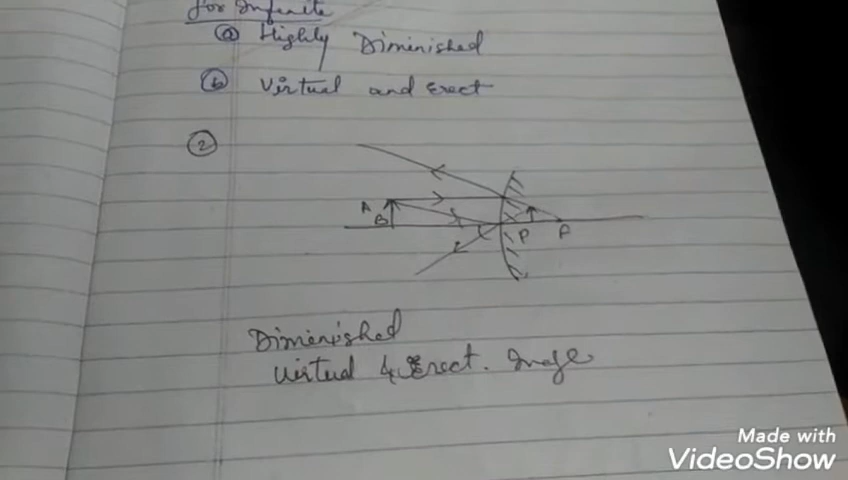 for Infinite
(a) Highly Diminished
(b) Virtual and Erect
(2)
A
B
P F
Diminished
Virtual & Erect. Image
Made with
VideoShow